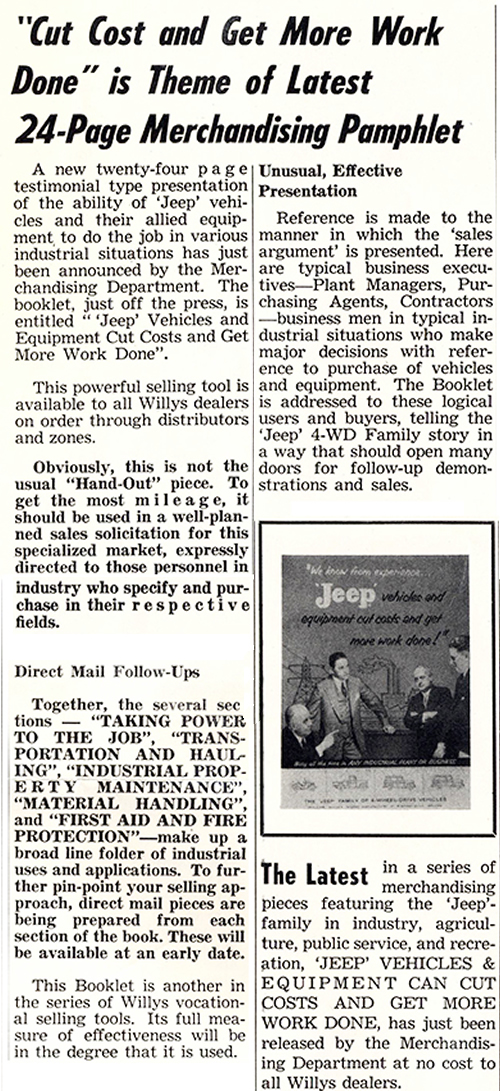 "Cut Cost and Get More Work
Done" is Theme of Latest
24-Page Merchandising Pamphlet
A new twenty-four page
testimonial type presentation
of the ability of 'Jeep' vehi-
cles and their allied equip-
ment to do the job in various
industrial situations has just
been announced by the Mer-
chandising Department. The
booklet, just off the press, is
entitled " 'Jeep' Vehicles and
Equipment Cut Costs and Get
More Work Done".
This powerful selling tool is
available to all Willys dealers
on order through distributors
and zones.
Obviously, this is not the
usual "Hand-Out" piece. To
get the most mileage, it
should be used in a well-plan-
ned sales solicitation for this
specialized market, expressly
directed to those personnel in
industry who specify and pur-
chase in their respective
fields.
Direct Mail Follow-Ups
Together, the several sec
tions — "TAKING POWER
TO THE JOB", "TRANS-
PORTATION AND HAUL-
ING", "INDUSTRIAL PROP-
ERTY MAINTENANCE",
"MATERIAL HANDLING",
and "FIRST AID AND FIRE
PROTECTION"—make up a
broad line folder of industrial
uses and applications. To fur-
ther pin-point your selling ap-
proach, direct mail pieces are
being prepared from each
section of the book. These will
be available at an early date.
This Booklet is another in
the series of Willys vocation-
al selling tools. Its full mea-
sure of effectiveness will be
in the degree that it is used.
Unusual, Effective
Presentation
Reference is made to the
manner in which the 'sales
argument' is presented. Here
are typical business execu-
tives—Plant Managers, Pur-
chasing Agents, Contractors
—business men in typical in-
dustrial situations who make
major decisions with refer-
ence to purchase of vehicles
and equipment. The Booklet
is addressed to these logical
users and buyers, telling the
'Jeep' 4-WD Family story in
a way that should open many
doors for follow-up demon-
strations and sales.
"We know from experience...
'Jeep vehicles and
equipment cut costs and get
more work done!"
ANY INDUSTRIAL PLANT OR BUSINESS
THE 'JEEP' FAMILY OF 4-WHEEL-DRIVE VEHICLES
The Latest in a series of
merchandising
pieces featuring the 'Jeep'-
family in industry, agricul-
ture, public service, and recre-
ation, 'JEEP' VEHICLES &
EQUIPMENT CAN CUT
COSTS AND GET MORE
WORK DONE, has just been
released by the Merchandis-
ing Department at no cost to
all Willys dealers.